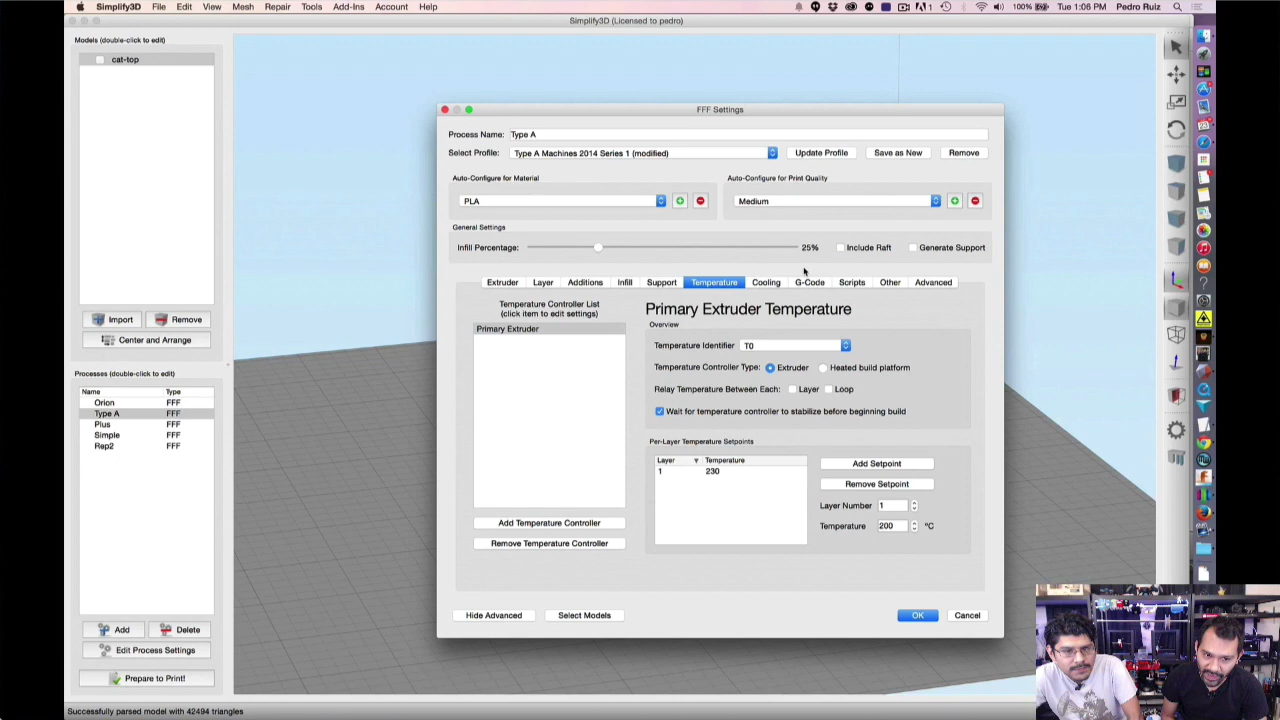 Simplify3D File Edit View Mesh Repair Tools Add-Ins Account Help
1 100% Tue 1:06 PM Pedro Ruiz
Simplify3D (Licensed to pedro)
Models (double-click to edit)
cat-top
Import Remove
Center and Arrange
Processes (double-click to edit)
Name Type
Orion FFF
Type A FFF
Plus FFF
Simple FFF
Rep2 FFF
Add Delete
Edit Process Settings
Prepare to Print!
Successfully parsed model with 42494 triangles
FFF Settings
Process Name: Type A
Select Profile: Type A Machines 2014 Series 1 (modified) Update Profile Save as New Remove
Auto-Configure for Material
PLA
Auto-Configure for Print Quality
Medium
General Settings
Infill Percentage: 25% Include Raft Generate Support
Extruder Layer Additions Infill Support Temperature Cooling G-Code Scripts Other Advanced
Temperature Controller List
(click item to edit settings)
Primary Extruder
Add Temperature Controller
Remove Temperature Controller
Primary Extruder Temperature
Overview
Temperature Identifier T0
Temperature Controller Type: Extruder Heated build platform
Relay Temperature Between Each: Layer Loop
Wait for temperature controller to stabilize before beginning build
Per-Layer Temperature Setpoints
Layer Temperature
1 230
Add Setpoint
Remove Setpoint
Layer Number 1
Temperature 200 °C
Hide Advanced Select Models OK Cancel